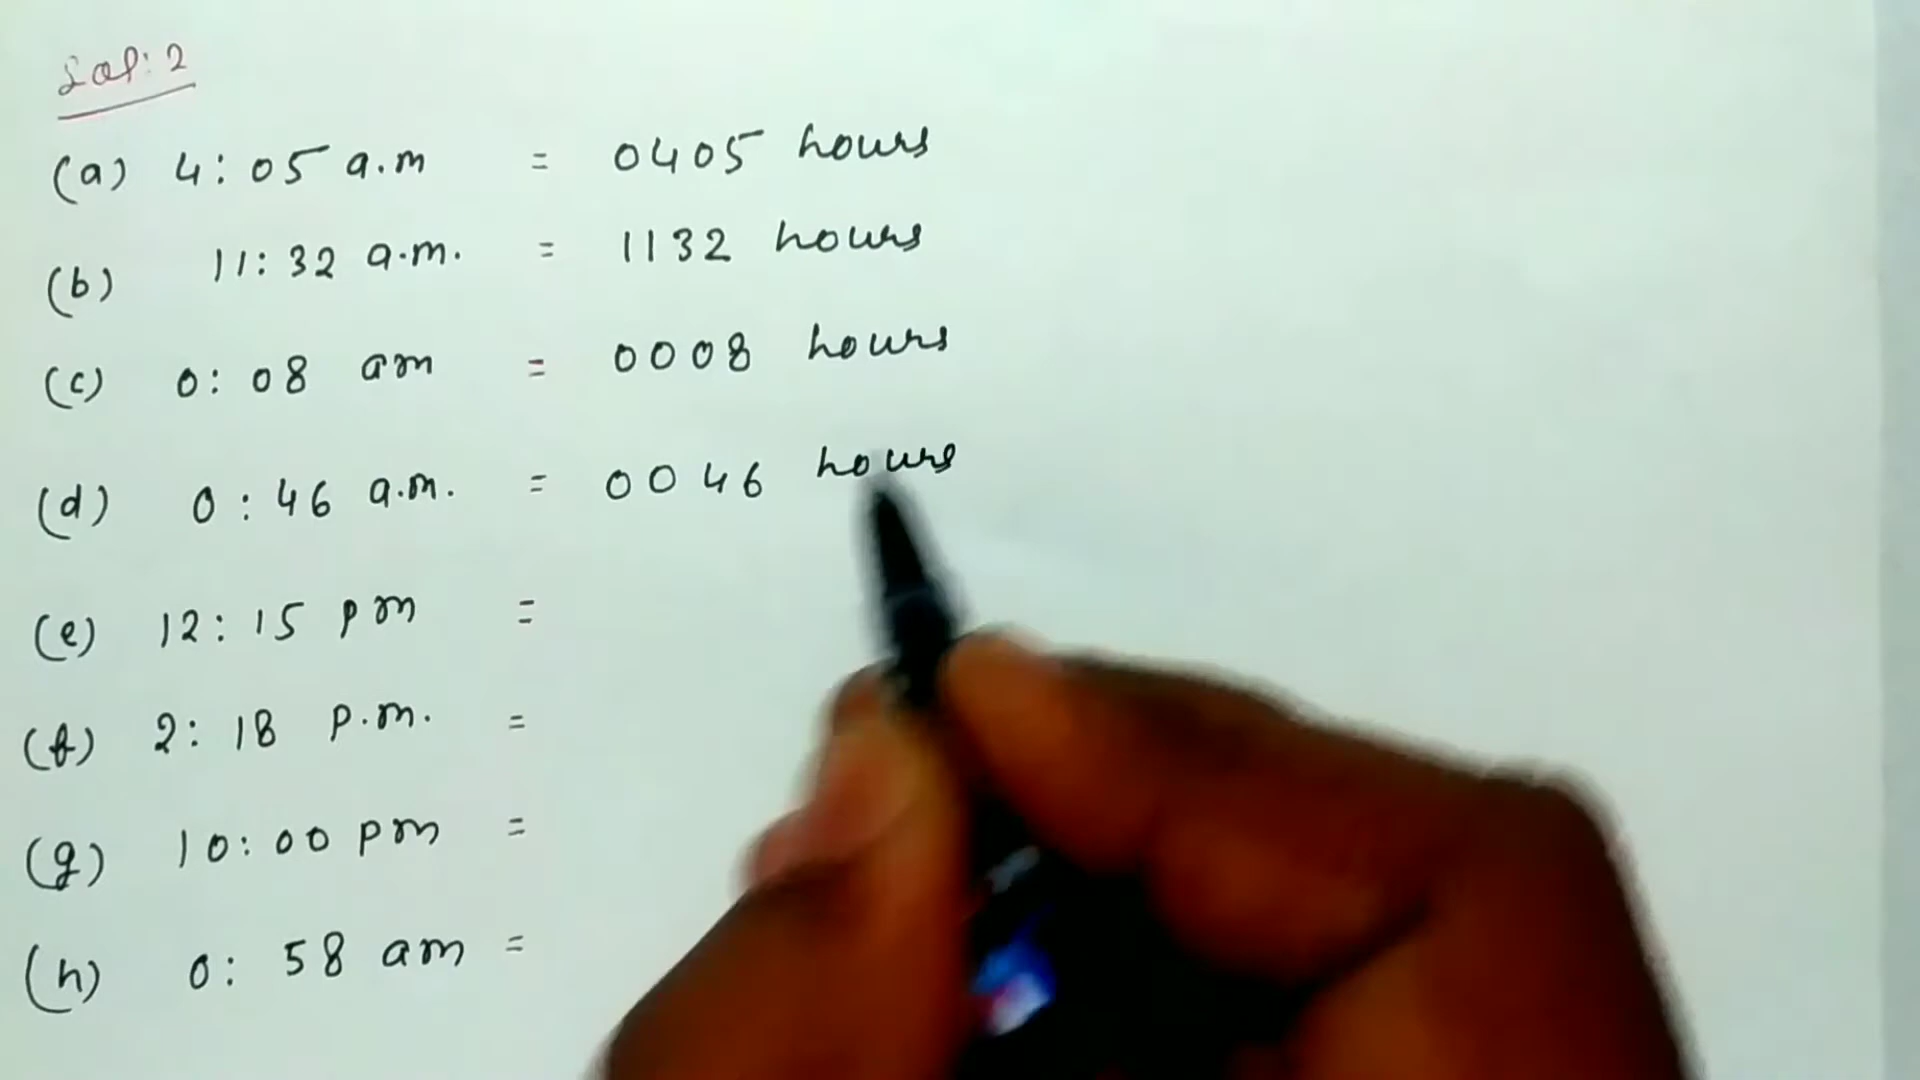 Sol: 2
(a) 4:05 a.m = 0405 hours
(b) 11:32 a.m. = 1132 hours
(c) 0:08 am = 0008 hours
(d) 0:46 a.m. = 0046 hours
(e) 12:15 pm =
(f) 2:18 p.m. =
(g) 10:00 pm =
(h) 0:58 am =